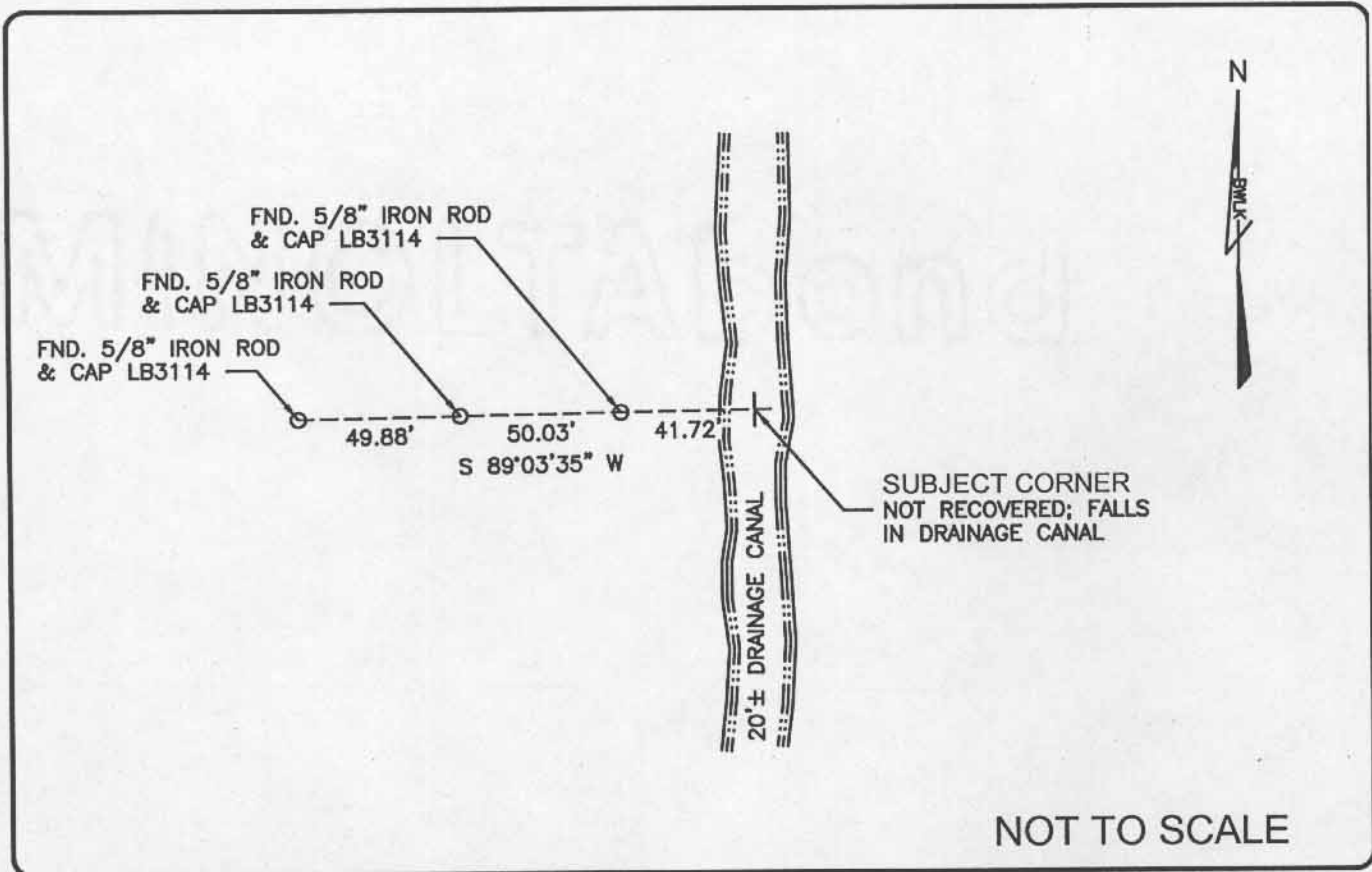 N
BWLK
FND. 5/8" IRON ROD
& CAP LB3114
FND. 5/8" IRON ROD
& CAP LB3114
FND. 5/8" IRON ROD
& CAP LB3114
49.88'
50.03'
41.72'
S 89°03'35" W
SUBJECT CORNER
NOT RECOVERED; FALLS
IN DRAINAGE CANAL
20'± DRAINAGE CANAL
NOT TO SCALE